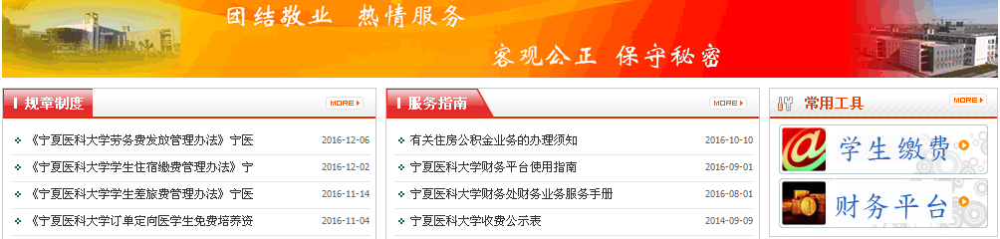 团结敬业 热情服务
客观公正 保守秘密
规章制度 MORE
《宁夏医科大学劳务费发放管理办法》宁医 2016-12-06
《宁夏医科大学学生住宿缴费管理办法》宁 2016-12-02
《宁夏医科大学学生差旅费管理办法》宁医 2016-11-14
《宁夏医科大学订单定向医学生免费培养资 2016-11-04
服务指南 MORE
有关住房公积金业务的办理须知 2016-10-10
宁夏医科大学财务平台使用指南 2016-09-01
宁夏医科大学财务处财务业务服务手册 2016-08-01
宁夏医科大学收费公示表 2014-09-09
常用工具 MORE
学生缴费
财务平台